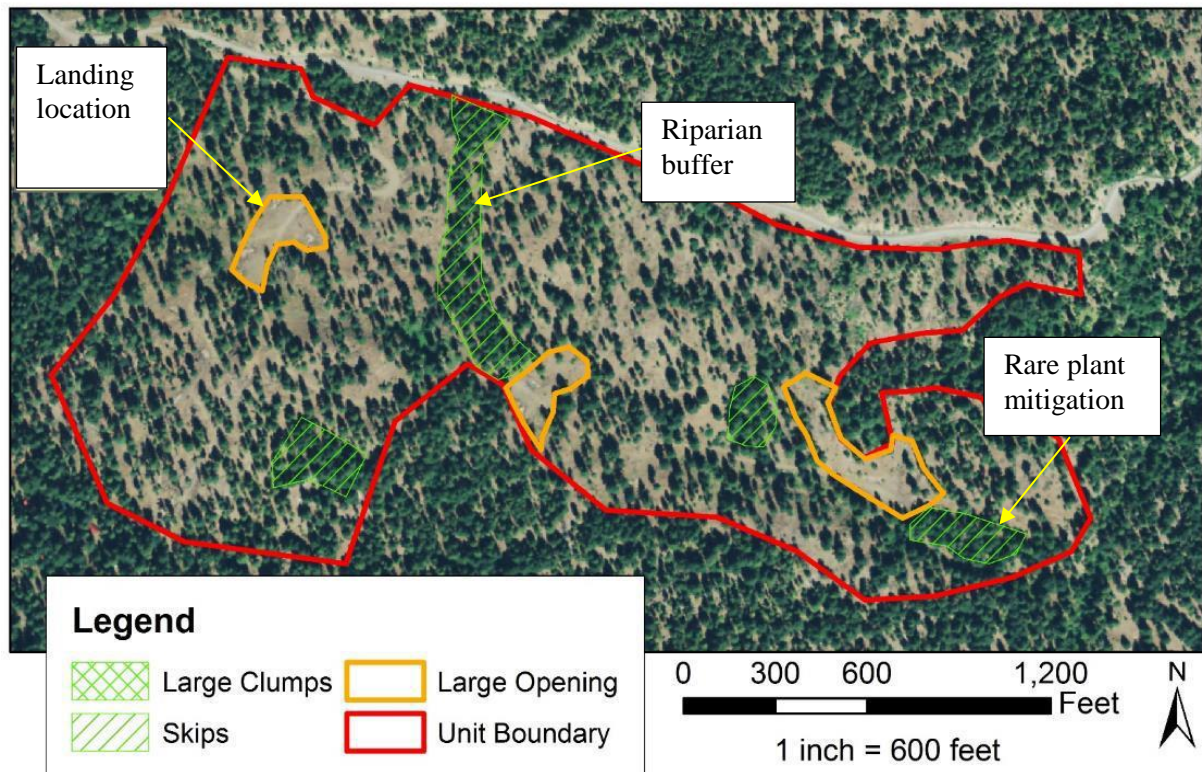 Landing
location
Riparian
buffer
Rare plant
mitigation
Legend
Large Clumps
Large Opening
Skips
Unit Boundary
0 300 600 1,200
Feet
1 inch = 600 feet
N